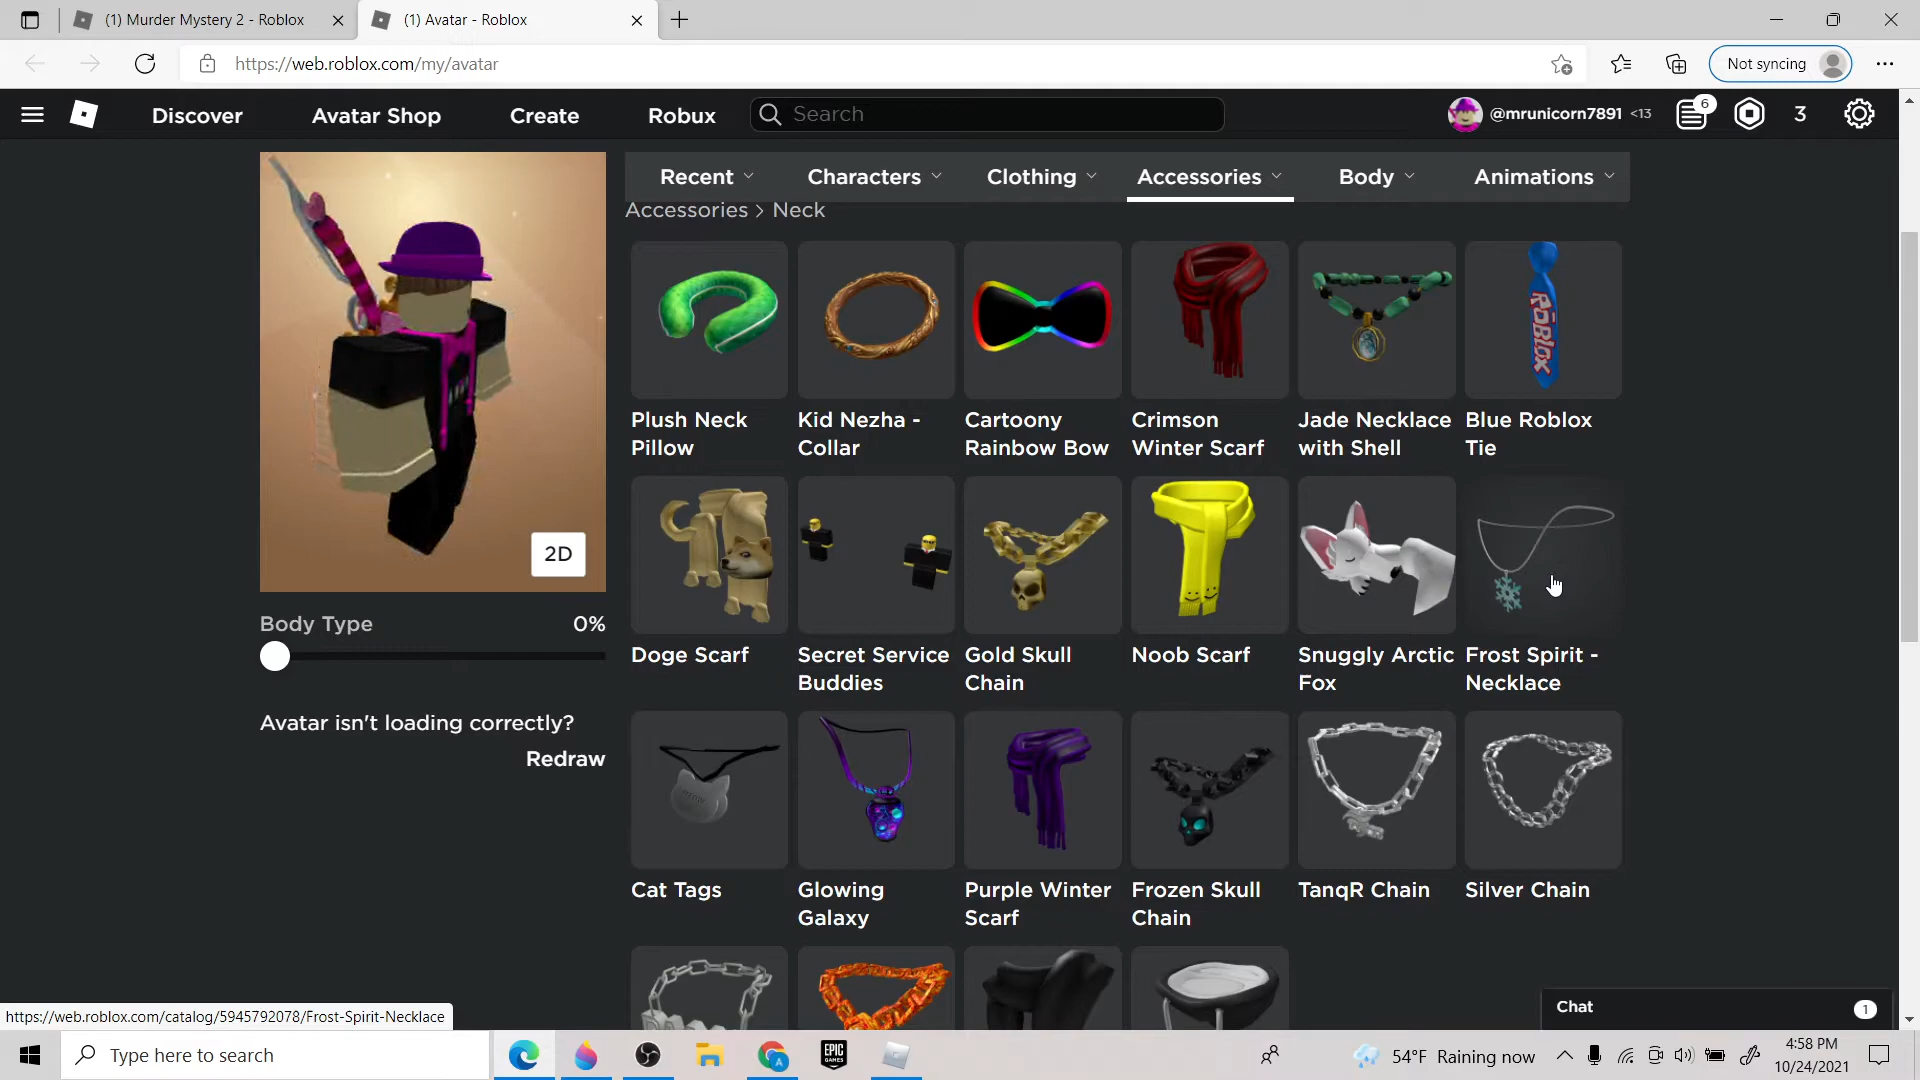 (1) Murder Mystery 2 - Roblox
(1) Avatar - Roblox
https://web.roblox.com/my/avatar
Not syncing
Discover
Avatar Shop
Create
Robux
Search
@mrunicorn7891 <13
6
3
Recent
Characters
Clothing
Accessories
Body
Animations
Accessories > Neck
ROBLOX
Plush Neck Pillow
Kid Nezha - Collar
Cartoony Rainbow Bow
Crimson Winter Scarf
Jade Necklace with Shell
Blue Roblox Tie
2D
Body Type
0%
Doge Scarf
Secret Service Buddies
Gold Skull Chain
Noob Scarf
Snuggly Arctic Fox
Frost Spirit - Necklace
Avatar isn't loading correctly?
Redraw
Cat Tags
Glowing Galaxy
Purple Winter Scarf
Frozen Skull Chain
TanqR Chain
Silver Chain
Chat
1
https://web.roblox.com/catalog/5945792078/Frost-Spirit-Necklace
Type here to search
EPIC GAMES
A
54°F Raining now
4:58 PM
10/24/2021